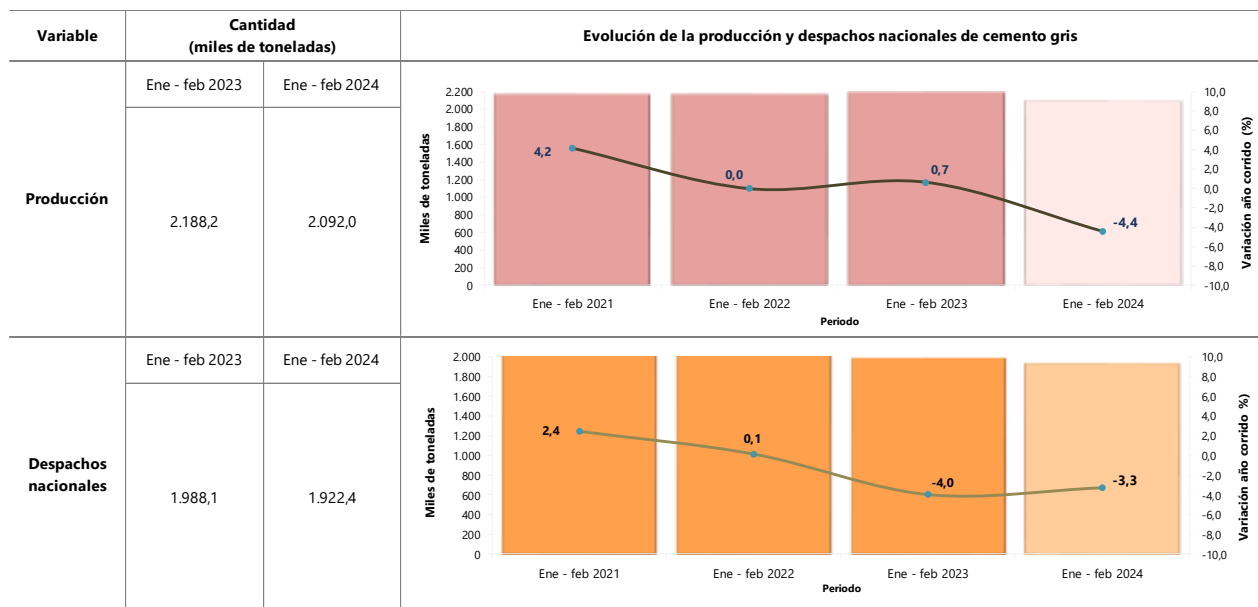 Variable
Cantidad
(miles de toneladas)
Evolución de la producción y despachos nacionales de cemento gris
Producción
Ene - feb 2023
Ene - feb 2024
2.188,2
2.092,0
Miles de toneladas
2.200
2.000
1.800
1.600
1.400
1.200
1.000
800
600
400
200
0
4,2
0,0
0,7
-4,4
10,0
8,0
6,0
4,0
2,0
0,0
-2,0
-4,0
-6,0
-8,0
-10,0
Variación año corrido (%)
Ene - feb 2021
Ene - feb 2022
Ene - feb 2023
Ene - feb 2024
Periodo
Despachos
nacionales
Ene - feb 2023
Ene - feb 2024
1.988,1
1.922,4
Miles de toneladas
2.000
1.800
1.600
1.400
1.200
1.000
800
600
400
200
0
2,4
0,1
-4,0
-3,3
10,0
8,0
6,0
4,0
2,0
0,0
-2,0
-4,0
-6,0
-8,0
-10,0
Variación año corrido %)
Ene - feb 2021
Ene - feb 2022
Ene - feb 2023
Ene - feb 2024
Periodo